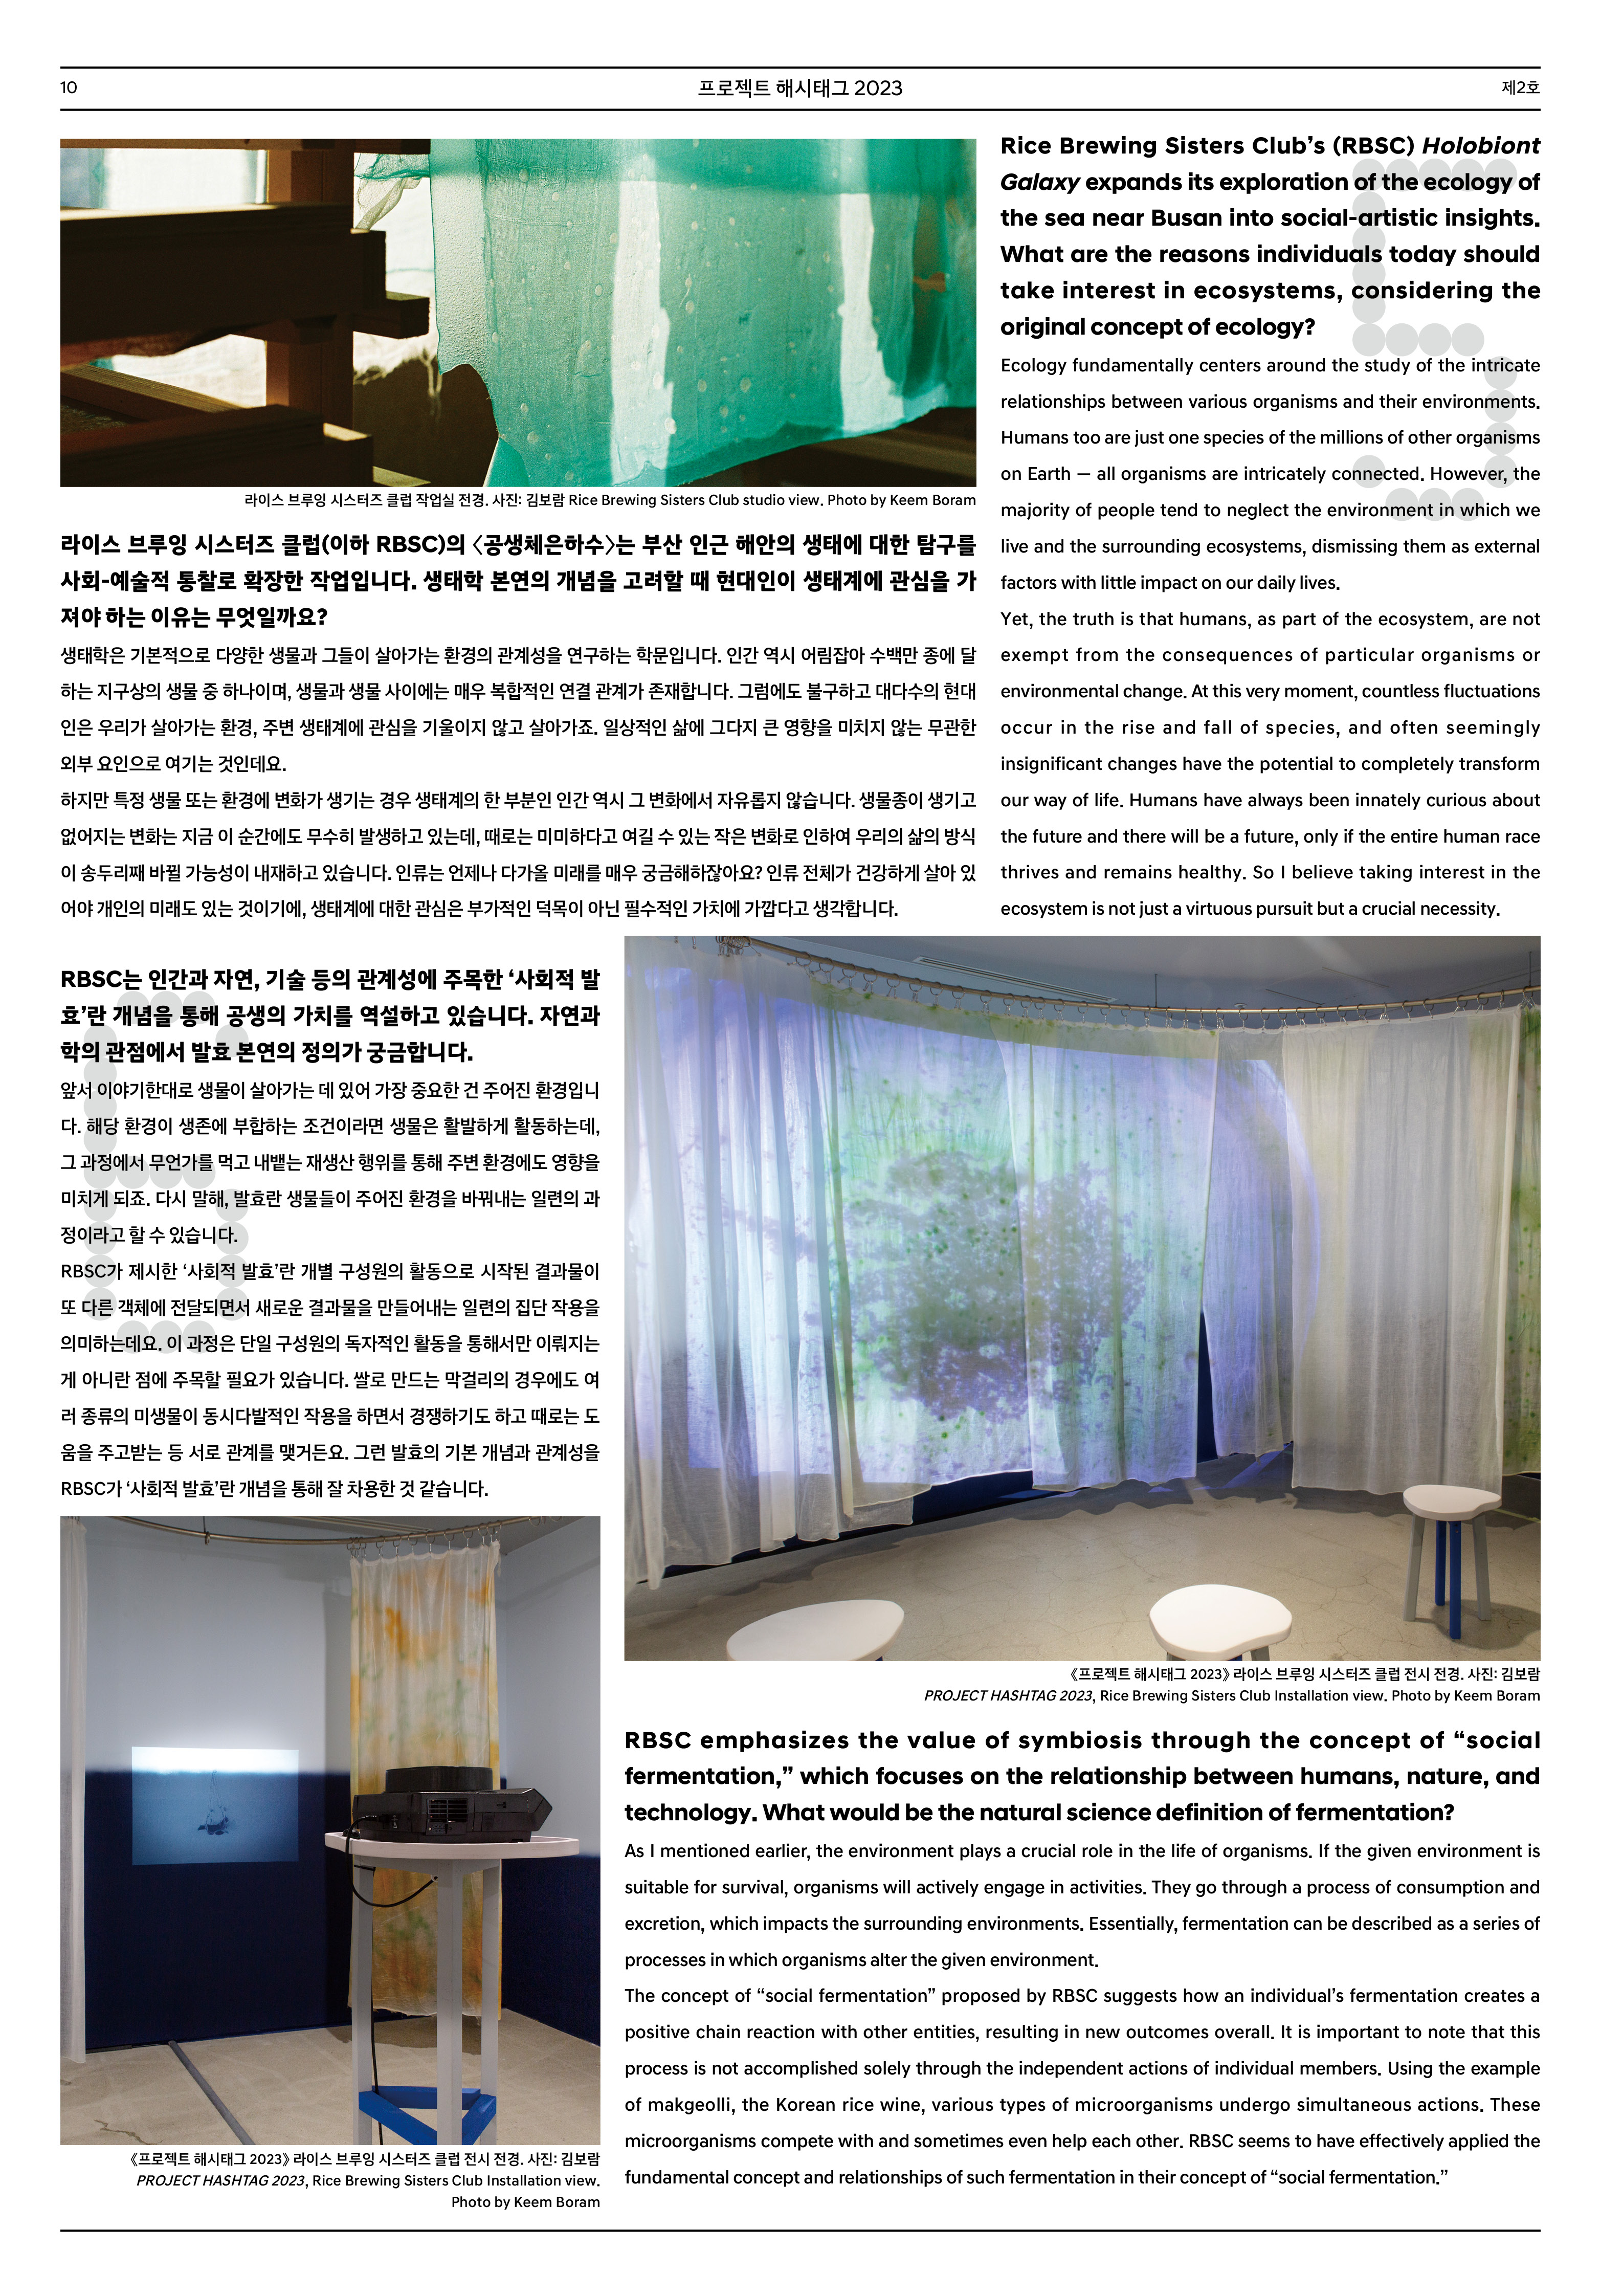 10
프로젝트 해시태그 2023
제2호
라이스 브루잉 시스터즈 클럽 작업실 전경. 사진: 김보람 Rice Brewing Sisters Club studio view. Photo by Keem Boram
라이스 브루잉 시스터즈 클럽(이하 RBSC)의 〈공생체은하수〉는 부산 인근 해안의 생태에 대한 탐구를
사회-예술적 통찰로 확장한 작업입니다. 생태학 본연의 개념을 고려할 때 현대인이 생태계에 관심을 가
져야 하는 이유는 무엇일까요?
생태학은 기본적으로 다양한 생물과 그들이 살아가는 환경의 관계성을 연구하는 학문입니다. 인간 역시 어림잡아 수백만 종에 달
하는 지구상의 생물 중 하나이며, 생물과 생물 사이에는 매우 복합적인 연결 관계가 존재합니다. 그럼에도 불구하고 대다수의 현대
인은 우리가 살아가는 환경, 주변 생태계에 관심을 기울이지 않고 살아가죠. 일상적인 삶에 그다지 큰 영향을 미치지 않는 무관한
외부 요인으로 여기는 것인데요.
하지만 특정 생물 또는 환경에 변화가 생기는 경우 생태계의 한 부분인 인간 역시 그 변화에서 자유롭지 않습니다. 생물종이 생기고
없어지는 변화는 지금 이 순간에도 무수히 발생하고 있는데, 때로는 미미하다고 여길 수 있는 작은 변화로 인하여 우리의 삶의 방식
이 송두리째 바뀔 가능성이 내재하고 있습니다. 인류는 언제나 다가올 미래를 매우 궁금해하잖아요? 인류 전체가 건강하게 살아 있
어야 개인의 미래도 있는 것이기에, 생태계에 대한 관심은 부가적인 덕목이 아닌 필수적인 가치에 가깝다고 생각합니다.
Rice Brewing Sisters Club’s (RBSC) Holobiont
Galaxy expands its exploration of the ecology of
the sea near Busan into social-artistic insights.
What are the reasons individuals today should
take interest in ecosystems, considering the
original concept of ecology?
Ecology fundamentally centers around the study of the intricate
relationships between various organisms and their environments.
Humans too are just one species of the millions of other organisms
on Earth — all organisms are intricately connected. However, the
majority of people tend to neglect the environment in which we
live and the surrounding ecosystems, dismissing them as external
factors with little impact on our daily lives.
Yet, the truth is that humans, as part of the ecosystem, are not
exempt from the consequences of particular organisms or
environmental change. At this very moment, countless fluctuations
occur in the rise and fall of species, and often seemingly
insignificant changes have the potential to completely transform
our way of life. Humans have always been innately curious about
the future and there will be a future, only if the entire human race
thrives and remains healthy. So I believe taking interest in the
ecosystem is not just a virtuous pursuit but a crucial necessity.
5
RBSC는 인간과 자연, 기술 등의 관계성에 주목한 ‘사회적 발
효’란 개념을 통해 공생의 가치를 역설하고 있습니다. 자연과
학의 관점에서 발효 본연의 정의가 궁금합니다.
앞서 이야기한대로 생물이 살아가는 데 있어 가장 중요한 건 주어진 환경입니
다. 해당 환경이 생존에 부합하는 조건이라면 생물은 활발하게 활동하는데,
그 과정에서 무언가를 먹고 내뱉는 재생산 행위를 통해 주변 환경에도 영향을
미치게 되죠. 다시 말해, 발효란 생물들이 주어진 환경을 바꿔내는 일련의 과
정이라고 할 수 있습니다.
RBSC가 제시한 ‘사회적 발효’란 개별 구성원의 활동으로 시작된 결과물이
또 다른 객체에 전달되면서 새로운 결과물을 만들어내는 일련의 집단 작용을
의미하는데요. 이 과정은 단일 구성원의 독자적인 활동을 통해서만 이뤄지는
게 아니란 점에 주목할 필요가 있습니다. 쌀로 만드는 막걸리의 경우에도 여
러 종류의 미생물이 동시다발적인 작용을 하면서 경쟁하기도 하고 때로는 도
움을 주고받는 등 서로 관계를 맺거든요. 그런 발효의 기본 개념과 관계성을
RBSC가 ‘사회적 발효’란 개념을 통해 잘 차용한 것 같습니다.
6
《프로젝트 해시태그 2023》 라이스 브루잉 시스터즈 클럽 전시 전경. 사진: 김보람
PROJECT HASHTAG 2023, Rice Brewing Sisters Club Installation view.
Photo by Keem Boram
《프로젝트 해시태그 2023》 라이스 브루잉 시스터즈 클럽 전시 전경. 사진: 김보람
PROJECT HASHTAG 2023, Rice Brewing Sisters Club Installation view. Photo by Keem Boram
RBSC emphasizes the value of symbiosis through the concept of “social
fermentation,” which focuses on the relationship between humans, nature, and
technology. What would be the natural science definition of fermentation?
As I mentioned earlier, the environment plays a crucial role in the life of organisms. If the given environment is
suitable for survival, organisms will actively engage in activities. They go through a process of consumption and
excretion, which impacts the surrounding environments. Essentially, fermentation can be described as a series of
processes in which organisms alter the given environment.
The concept of “social fermentation” proposed by RBSC suggests how an individual’s fermentation creates a
positive chain reaction with other entities, resulting in new outcomes overall. It is important to note that this
process is not accomplished solely through the independent actions of individual members. Using the example
of makgeolli, the Korean rice wine, various types of microorganisms undergo simultaneous actions. These
microorganisms compete with and sometimes even help each other. RBSC seems to have effectively applied the
fundamental concept and relationships of such fermentation in their concept of “social fermentation.”